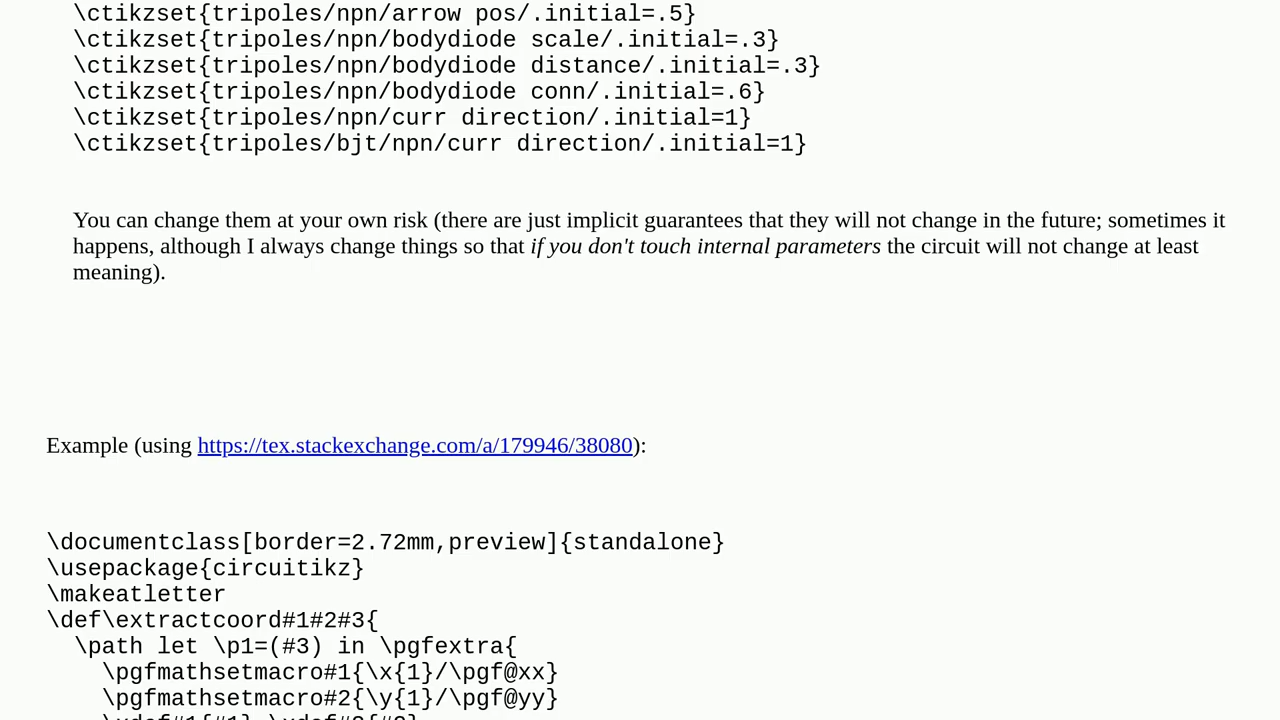 \ctikzset{tripoles/npn/arrow pos/.initial=.5}
\ctikzset{tripoles/npn/bodydiode scale/.initial=.3}
\ctikzset{tripoles/npn/bodydiode distance/.initial=.3}
\ctikzset{tripoles/npn/bodydiode conn/.initial=.6}
\ctikzset{tripoles/npn/curr direction/.initial=1}
\ctikzset{tripoles/bjt/npn/curr direction/.initial=1}
You can change them at your own risk (there are just implicit guarantees that they will not change in the future; sometimes it
happens, although I always change things so that if you don't touch internal parameters the circuit will not change at least
meaning).
Example (using https://tex.stackexchange.com/a/179946/38080):
\documentclass[border=2.72mm,preview]{standalone}
\usepackage{circuitikz}
\makeatletter
\def\extractcoord#1#2#3{
  \path let \p1=(#3) in \pgfextra{
    \pgfmathsetmacro#1{\x{1}/\pgf@xx}
    \pgfmathsetmacro#2{\y{1}/\pgf@yy}